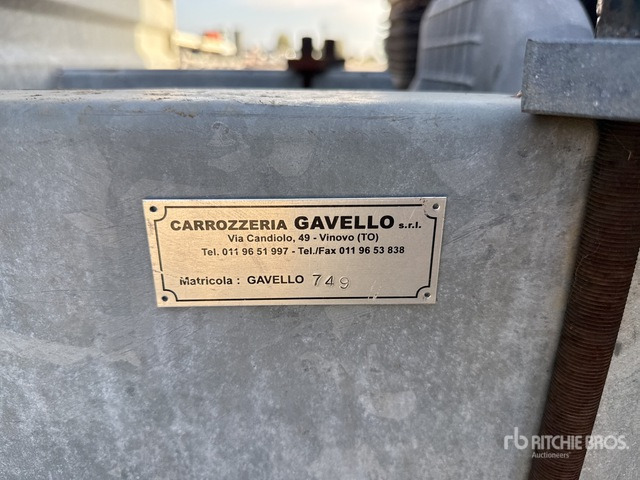 CARROZZERIA GAVELLO s.r.l.
Via Candiolo, 49 - Vinovo (TO)
Tel. 011 96 51 997 - Tel./Fax 011 96 53 838
Matricola : GAVELLO 749
rb RITCHIE BROS.
Auctioneers